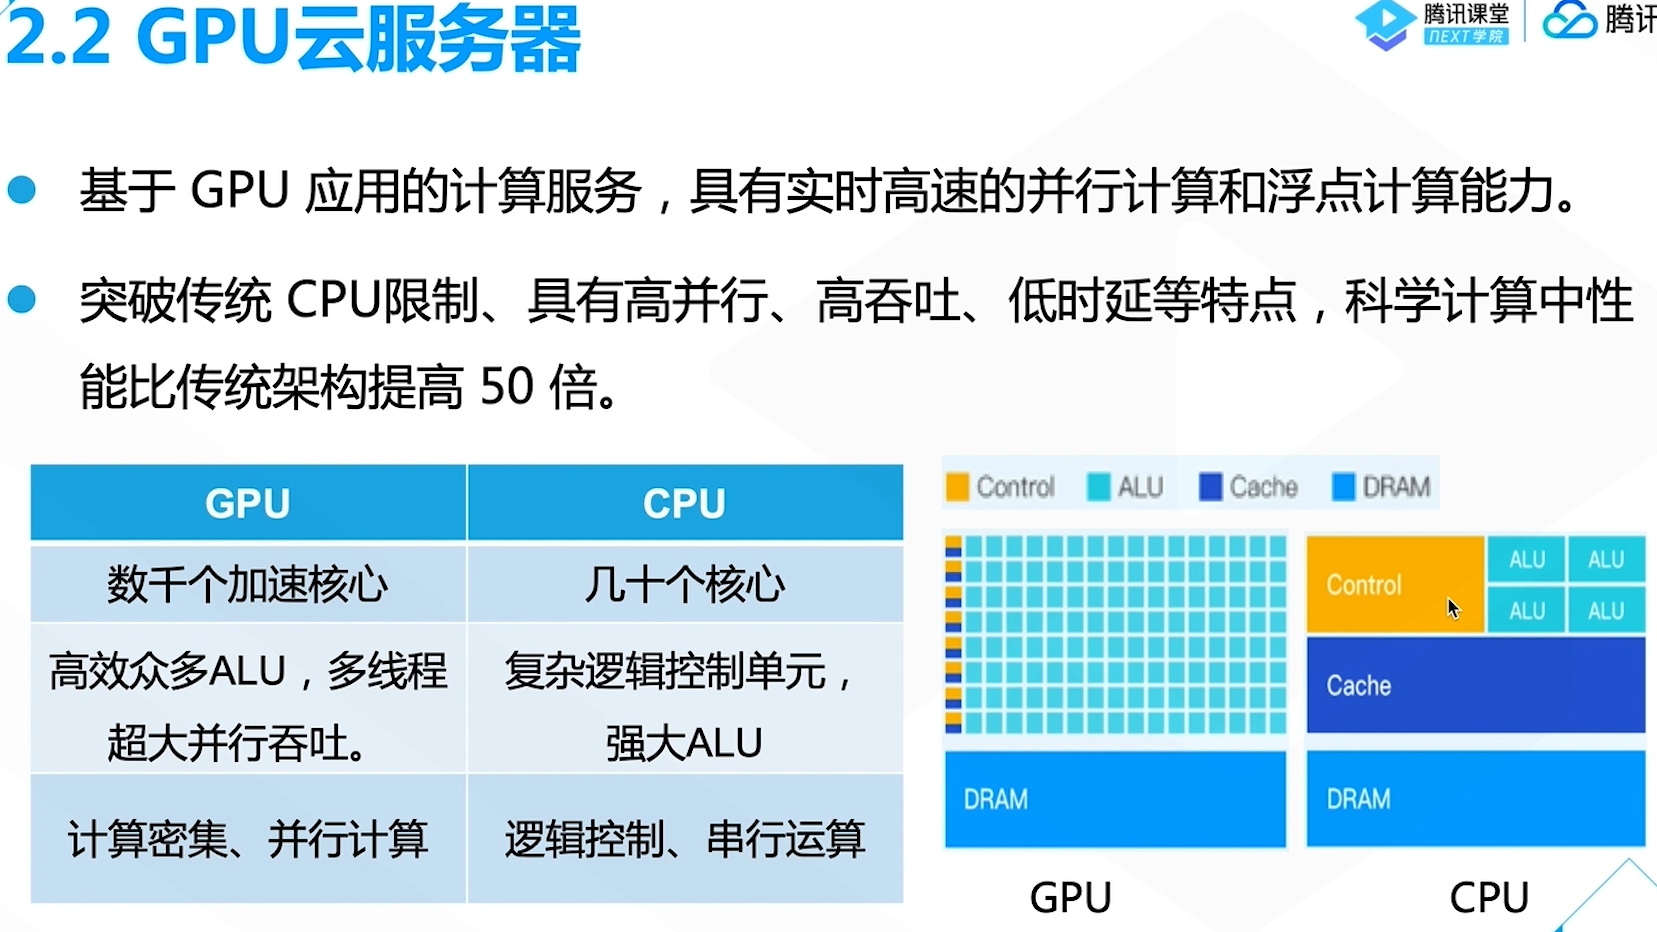 2.2 GPU云服务器
腾讯课堂
NEXT学院
腾讯
基于 GPU 应用的计算服务，具有实时高速的并行计算和浮点计算能力。
突破传统 CPU限制、具有高并行、高吞吐、低时延等特点，科学计算中性
能比传统架构提高 50 倍。
GPU
CPU
数千个加速核心
几十个核心
高效众多ALU，多线程
超大并行吞吐。
复杂逻辑控制单元，
强大ALU
计算密集、并行计算
逻辑控制、串行运算
Control
ALU
Cache
DRAM
DRAM
GPU
Control
ALU
ALU
ALU
ALU
Cache
DRAM
CPU